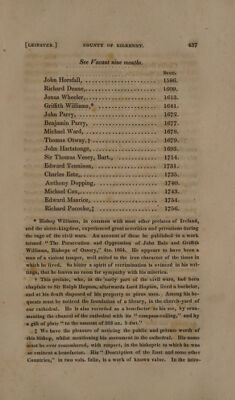 [LEINSTER.] COUNTY OF KILKENNY. 437
See Vacant nine months.
Succ.
John Horsfall, 1586.
Richard Deane, 1609.
Jonas Wheeler, 1613.
Griffith Williams,* 1641.
John Parry, 1672.
Benjamin Parry, 1677.
Michael Ward, 1678.
Thomas Otway,† 1679.
John Hartstonge, 1693.
Sir Thomas Vesey, Bart., 1714.
Edward Tennison, 1731.
Charles Este, 1735.
Anthony Dopping, 1740.
Michael Cox, 1743.
Edward Maurice, 1754.
Richard Pococke,‡ 1756.
* Bishop Williams, in common with most other prelates of Ireland,
and the sister-kingdom, experienced great severities and privations during
the rage of the civil wars. An account of these he published in a work
termed "The Persecution and Oppression of John Bale and Griffith
Williams, Bishops of Ossory," 4to. 1664. He appears to have been a
man of a violent temper, well suited to the iron character of the times in
which he lived. So bitter a spirit of recrimination is evinced in his wri-
tings, that he leaves no room for sympathy with his miseries.
† This prelate, who, in the early part of the civil wars, had been
chaplain to Sir Ralph Hopton, afterwards Lord Hopton, lived a bachelor,
and at his death disposed of his property to pious uses. Among his be-
quests must be noticed the foundation of a library, in the church-yard of
our cathedral. He is also recorded as a benefactor to his see, by orna-
menting the chancel of the cathedral with his "compass-ceiling," and by
a gift of plate "to the amount of 363 oz. 3 dwt."
‡ We have the pleasure of noticing the public and private worth of
this bishop, whilst mentioning his monument in the cathedral. His name
must be ever remembered, with respect, in the bishopric to which he was
so eminent a benefactor. His "Description of the East and some other
Countries," in two vols. folio, is a work of known value. In the intro-